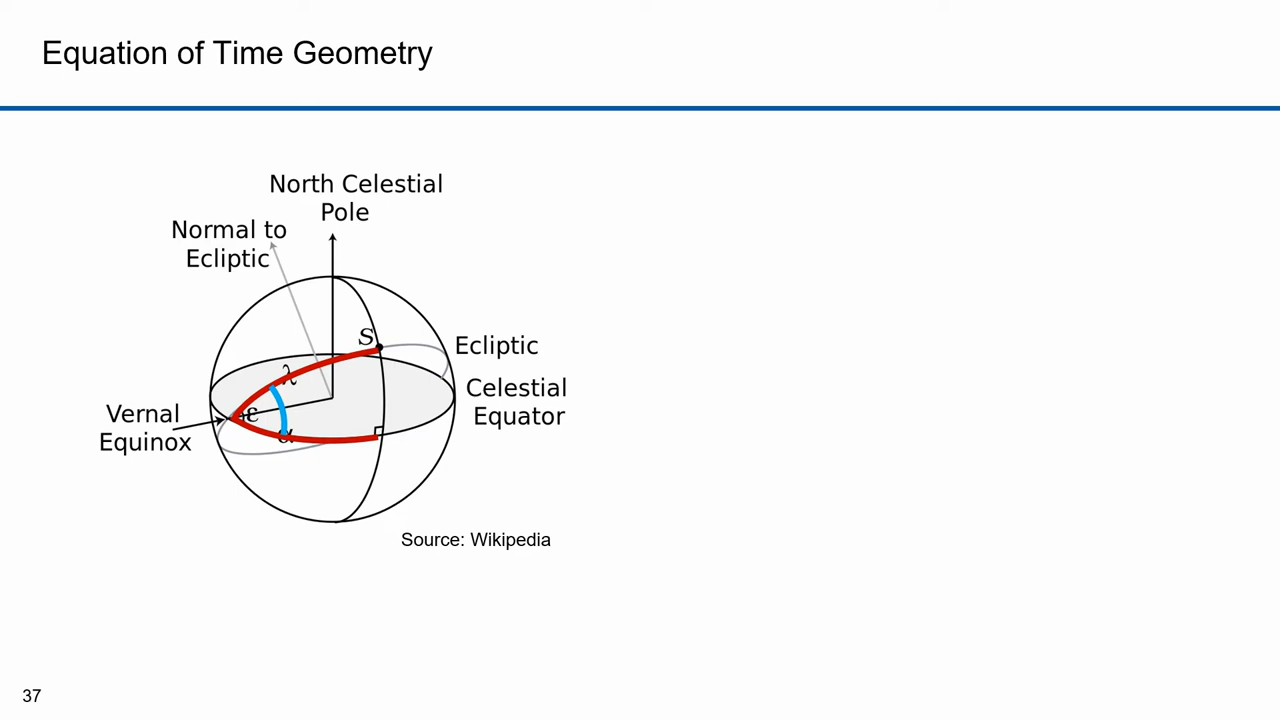 Equation of Time Geometry
North Celestial
Pole
Normal to
Ecliptic
S
Ecliptic
λ
Celestial
Equator
Vernal
Equinox
ε
α
Source: Wikipedia
37